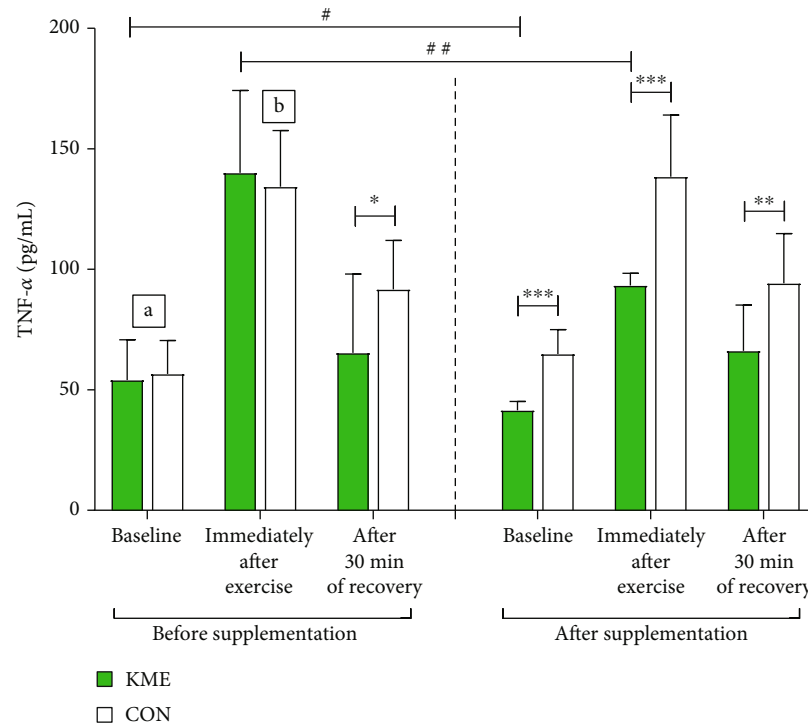 #
200
# #
***
b
150
*
**
TNF-α (pg/mL)
100
***
a
50
0
Baseline
Immediately
after
exercise
After
30 min
of recovery
Baseline
Immediately
after
exercise
After
30 min
of recovery
Before supplementation
After supplementation
KME
CON